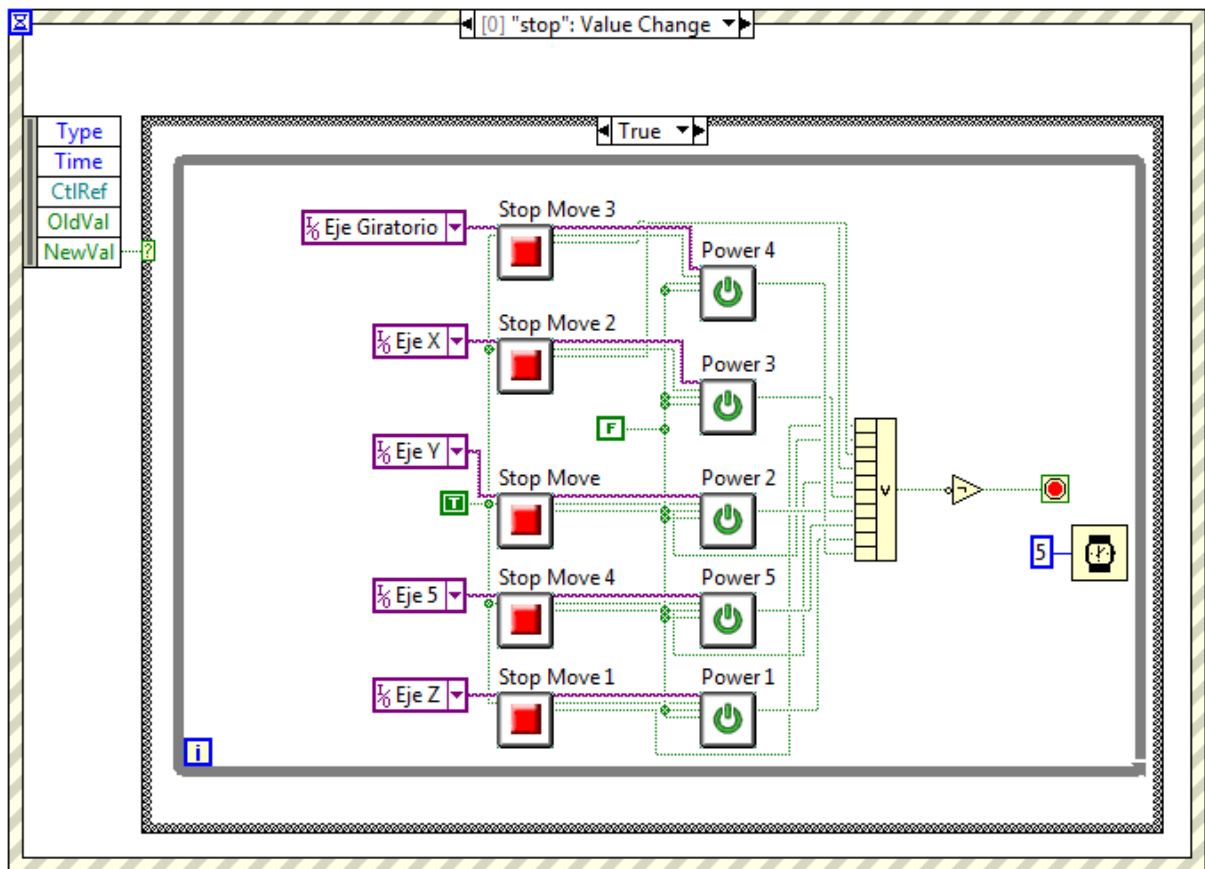 [0] "stop": Value Change
Type
Time
CtlRef
OldVal
NewVal
?
True
Stop Move 3
I/O Eje Giratorio
Power 4
Stop Move 2
I/O Eje X
Power 3
F
I/O Eje Y
Stop Move
Power 2
T
V
5
Stop Move 4
Power 5
I/O Eje 5
Stop Move 1
Power 1
I/O Eje Z
i